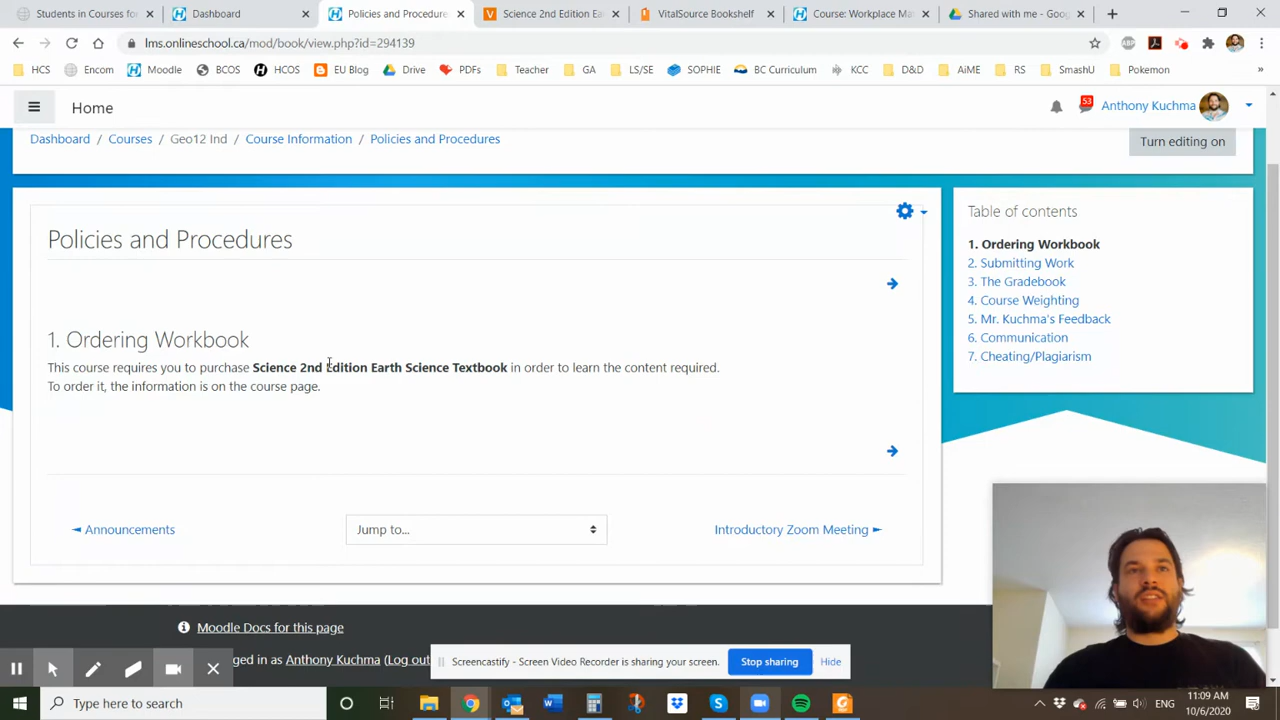 Students in Courses for
Dashboard
Policies and Procedure
Science 2nd Edition Ea
VitalSource Bookshelf
Course: Workplace Ma
Shared with me - Goog
lms.onlineschool.ca/mod/book/view.php?id=294139
ABP
HCS
Encom
Moodle
BCOS
HCOS
EU Blog
Drive
PDFs
Teacher
GA
LS/SE
SOPHIE
BC Curriculum
KCC
D&D
AiME
RS
SmashU
Pokemon
»
Home
53
Anthony Kuchma
Dashboard / Courses / Geo12 Ind / Course Information / Policies and Procedures
Turn editing on
Policies and Procedures
1. Ordering Workbook
This course requires you to purchase Science 2nd Edition Earth Science Textbook in order to learn the content required.
To order it, the information is on the course page.
◄ Announcements
Jump to...
Introductory Zoom Meeting ►
Table of contents
1. Ordering Workbook
2. Submitting Work
3. The Gradebook
4. Course Weighting
5. Mr. Kuchma's Feedback
6. Communication
7. Cheating/Plagiarism
Moodle Docs for this page
ged in as Anthony Kuchma (Log out
Screencastify - Screen Video Recorder is sharing your screen.
Stop sharing
Hide
Type here to search
ENG
11:09 AM
10/6/2020